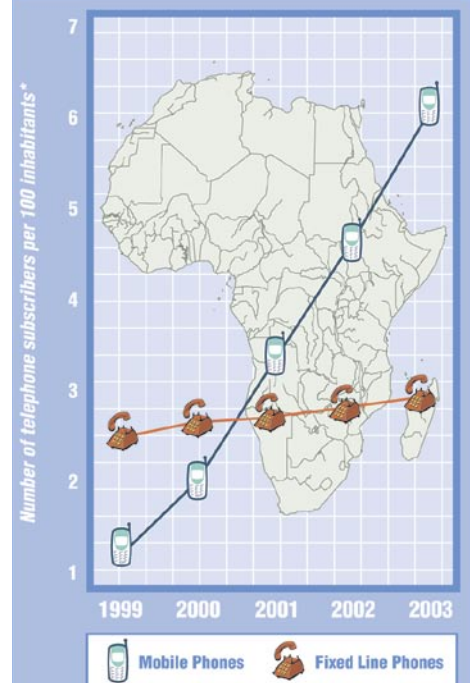 7
6
5
4
3
2
1
Number of telephone subscribers per 100 inhabitants*
1999 2000 2001 2002 2003
Mobile Phones Fixed Line Phones